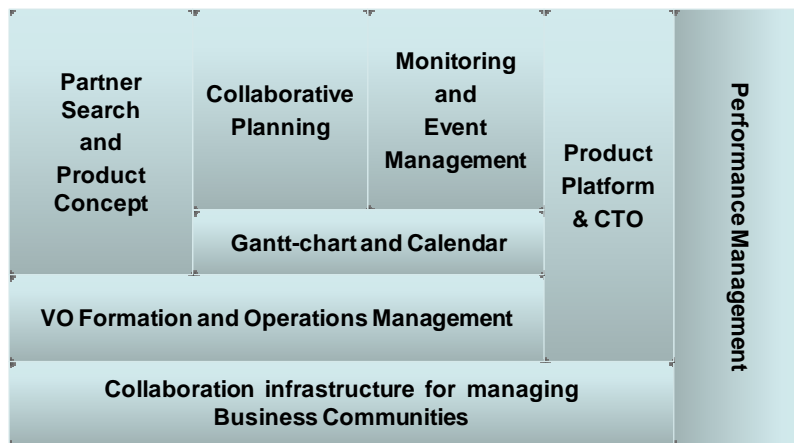 Partner
Search
and
Product
Concept
Collaborative
Planning
Monitoring
and
Event
Management
Product
Platform
& CTO
Performance Management
Gantt-chart and Calendar
VO Formation and Operations Management
Collaboration infrastructure for managing
Business Communities